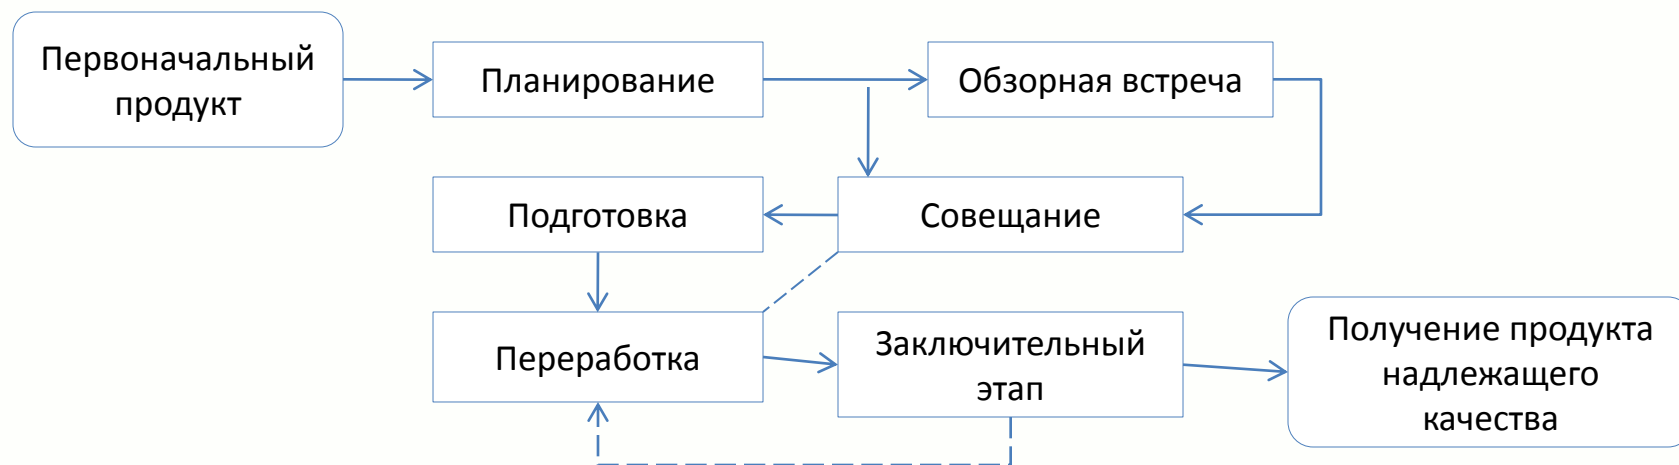 Первоначальный
продукт
Планирование
Обзорная встреча
Подготовка
Совещание
Переработка
Заключительный
этап
Получение продукта
надлежащего
качества